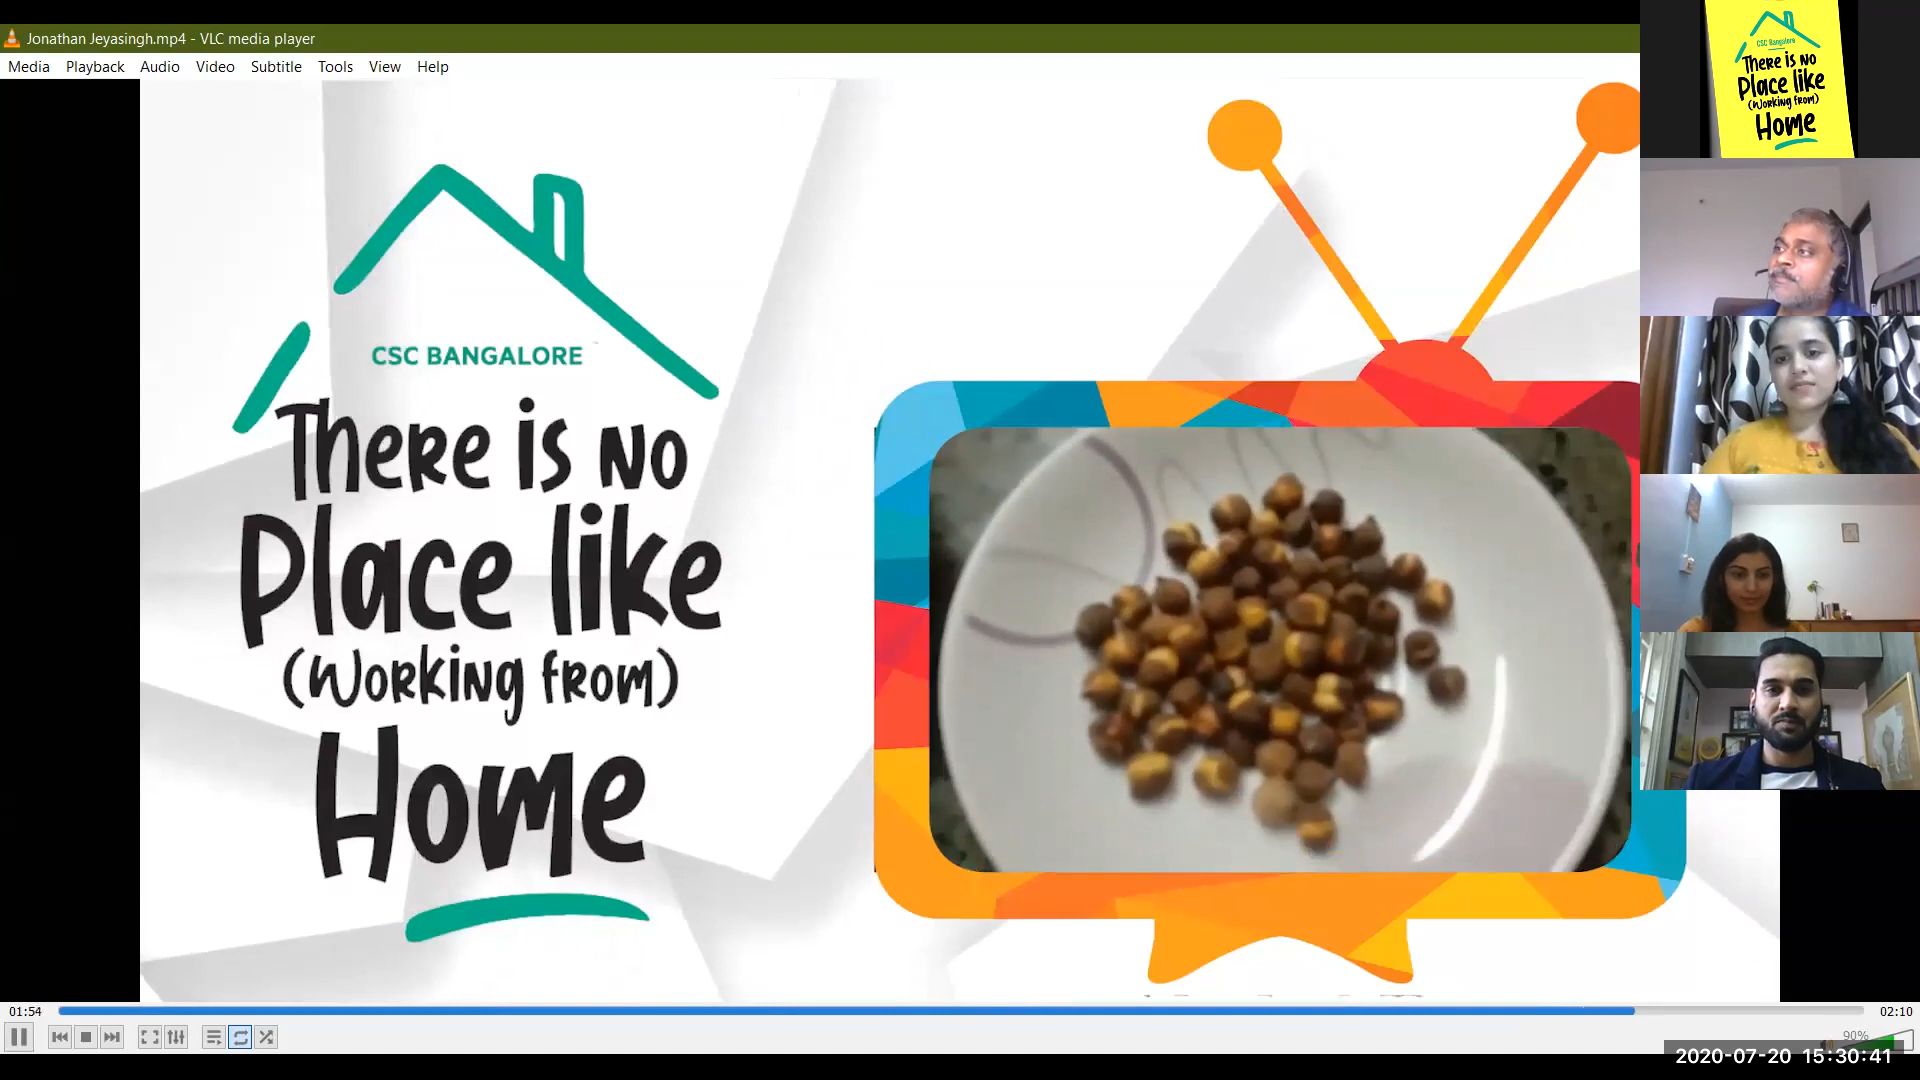 Jonathan Jeyasingh.mp4 - VLC media player
Media Playback Audio Video Subtitle Tools View Help
CSC BANGALORE
There is no
Place like
(Working from)
Home
CSC Bangalore
There is no
Place like
(Working from)
Home
01:54
02:10
90%
2020-07-20 15:30:41